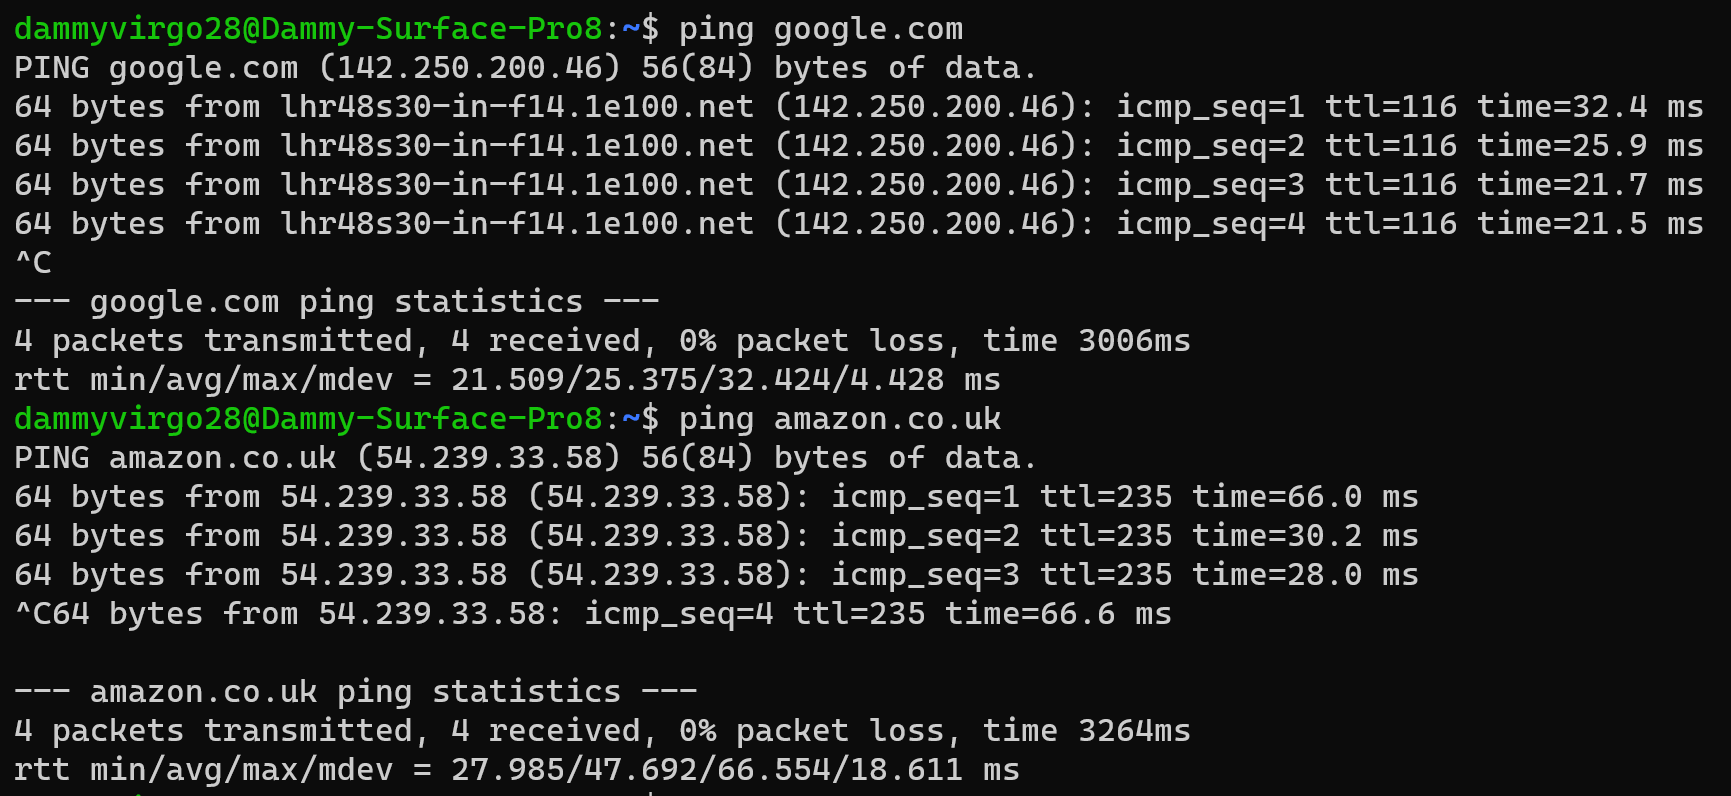 dammyvirgo28@Dammy-Surface-Pro8:~$ ping google.com
PING google.com (142.250.200.46) 56(84) bytes of data.
64 bytes from lhr48s30-in-f14.1e100.net (142.250.200.46): icmp_seq=1 ttl=116 time=32.4 ms
64 bytes from lhr48s30-in-f14.1e100.net (142.250.200.46): icmp_seq=2 ttl=116 time=25.9 ms
64 bytes from lhr48s30-in-f14.1e100.net (142.250.200.46): icmp_seq=3 ttl=116 time=21.7 ms
64 bytes from lhr48s30-in-f14.1e100.net (142.250.200.46): icmp_seq=4 ttl=116 time=21.5 ms
^C
--- google.com ping statistics ---
4 packets transmitted, 4 received, 0% packet loss, time 3006ms
rtt min/avg/max/mdev = 21.509/25.375/32.424/4.428 ms
dammyvirgo28@Dammy-Surface-Pro8:~$ ping amazon.co.uk
PING amazon.co.uk (54.239.33.58) 56(84) bytes of data.
64 bytes from 54.239.33.58 (54.239.33.58): icmp_seq=1 ttl=235 time=66.0 ms
64 bytes from 54.239.33.58 (54.239.33.58): icmp_seq=2 ttl=235 time=30.2 ms
64 bytes from 54.239.33.58 (54.239.33.58): icmp_seq=3 ttl=235 time=28.0 ms
^C64 bytes from 54.239.33.58: icmp_seq=4 ttl=235 time=66.6 ms
--- amazon.co.uk ping statistics ---
4 packets transmitted, 4 received, 0% packet loss, time 3264ms
rtt min/avg/max/mdev = 27.985/47.692/66.554/18.611 ms